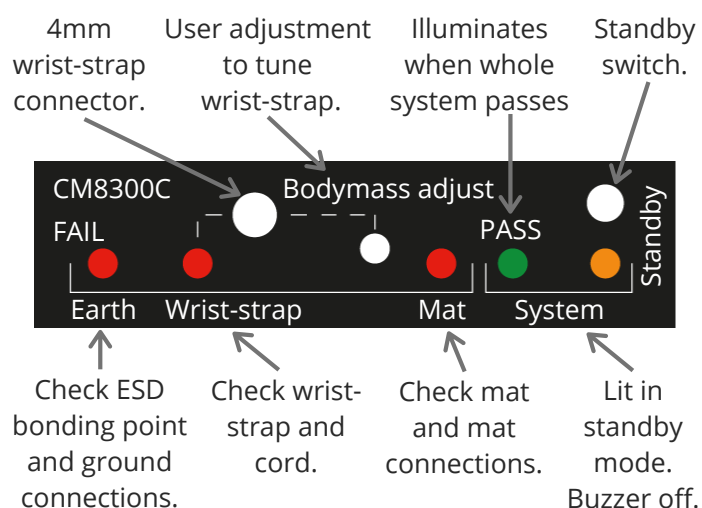 4mm
wrist-strap
connector.
User adjustment
to tune
wrist-strap.
Illuminates
when whole
system passes
Standby
switch.
CM8300C
Bodymass adjust
FAIL
PASS
Standby
Earth
Wrist-strap
Mat
System
Check ESD
bonding point
and ground
connections.
Check wrist-
strap and
cord.
Check mat
and mat
connections.
Lit in
standby
mode.
Buzzer off.